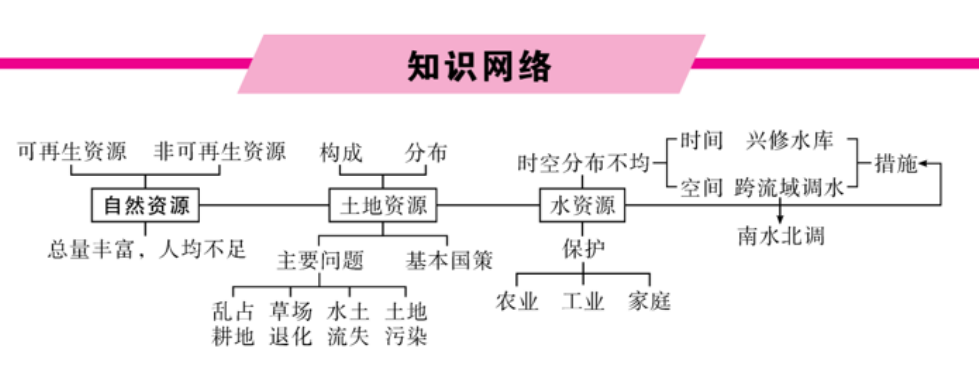 知识网络
可再生资源 非可再生资源 构成 分布 时空分布不均 时间 兴修水库 措施
空间 跨流域调水
自然资源 土地资源 水资源
总量丰富，人均不足 主要问题 基本国策 保护 南水北调
乱占 草场 水土 土地 农业 工业 家庭
耕地 退化 流失 污染